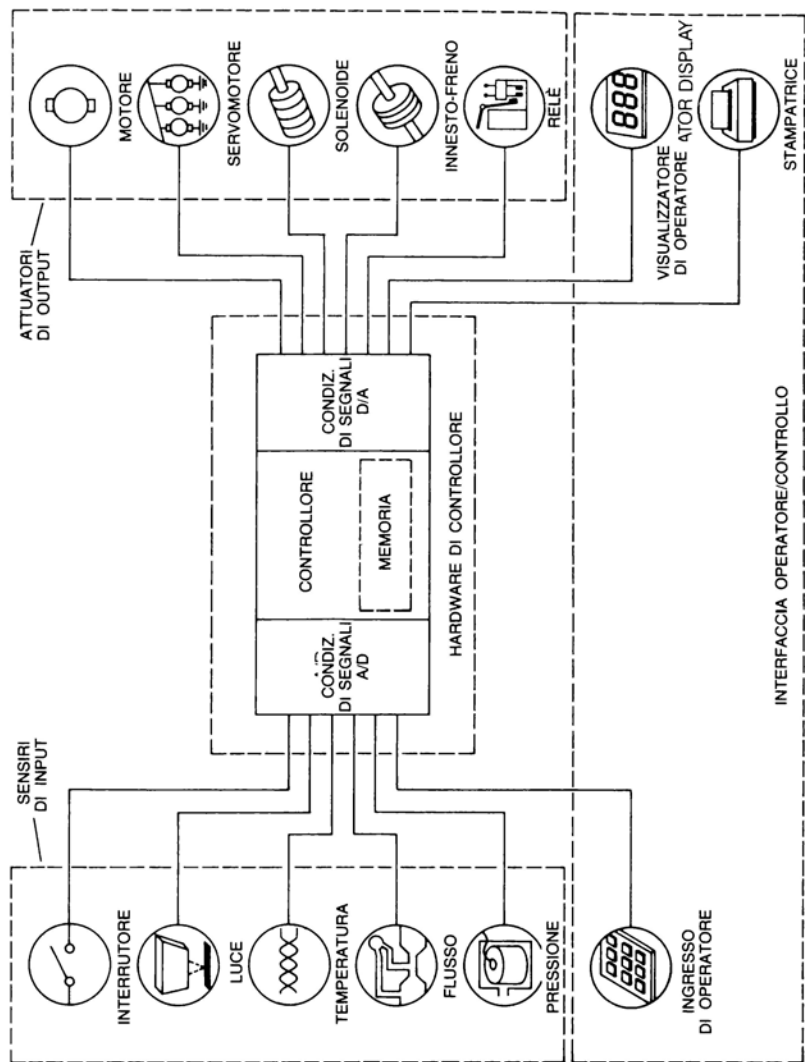 SENSIRI
DI INPUT
INTERRUTORE
LUCE
TEMPERATURA
FLUSSO
PRESSIONE
INGRESSO
DI OPERATORE
CONDIZ.
DI SEGNALI
A/D
CONTROLLORE
MEMORIA
CONDIZ.
DI SEGNALI
D/A
HARDWARE DI CONTROLLORE
ATTUATORI
DI OUTPUT
MOTORE
SERVOMOTORE
SOLENOIDE
INNESTO-FRENO
RELÈ
888
VISUALIZZATORE
DI OPERATORE
ATOR DISPLAY
STAMPATRICE
INTERFACCIA OPERATORE/CONTROLLO